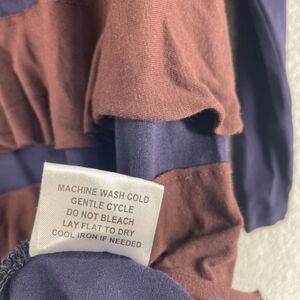 MACHINE WASH COLD
GENTLE CYCLE
DO NOT BLEACH
LAY FLAT TO DRY
COOL IRON IF NEEDED